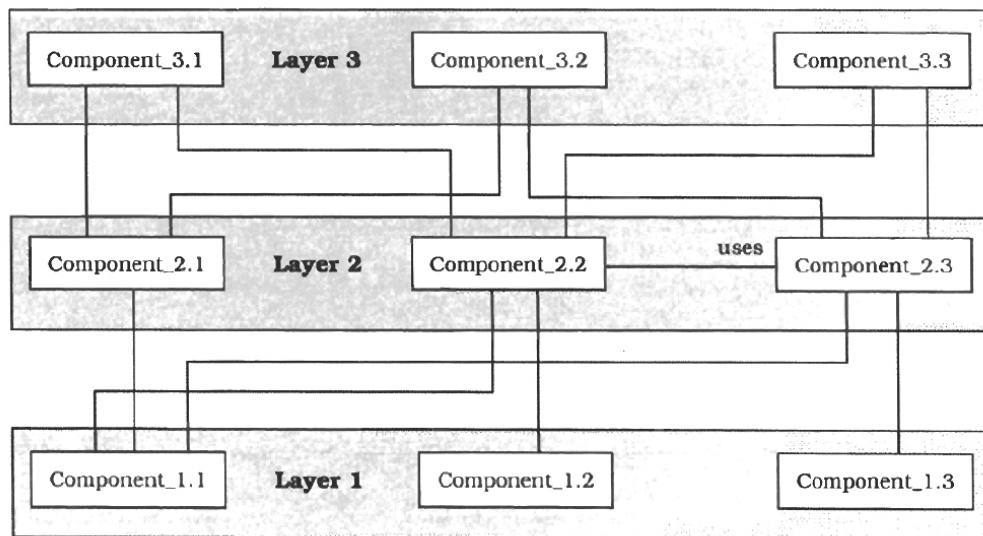 Component_3.1
Layer 3
Component_3.2
Component_3.3
Component_2.1
Layer 2
Component_2.2
uses
Component_2.3
Component_1.1
Layer 1
Component_1.2
Component_1.3